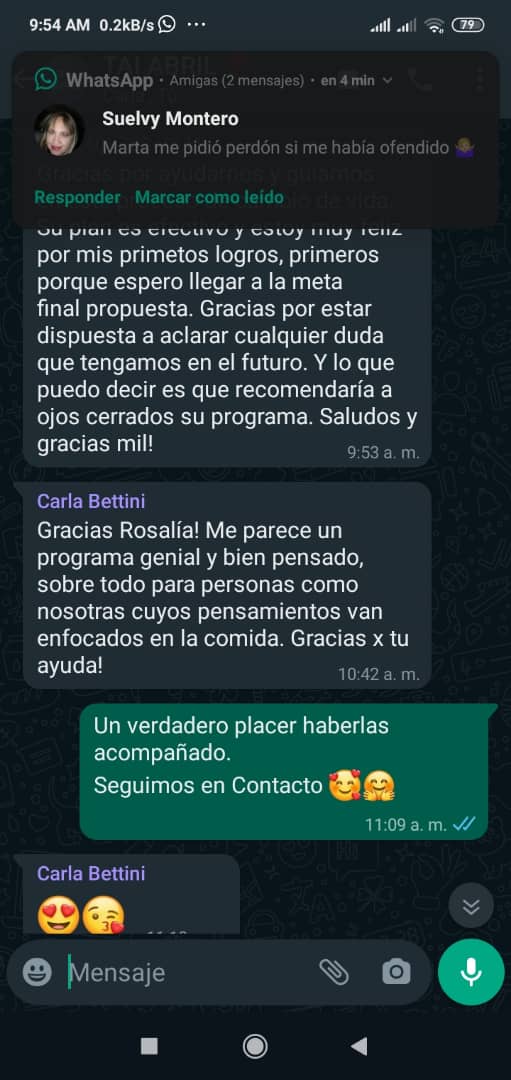 9:54 AM 0.2kB/s ...
79
WhatsApp · Amigas (2 mensajes) · en 4 min
Suelvy Montero
Marta me pidió perdón si me había ofendido 🤷‍♀️
Gracias por ayudarnos y guiarnos
Responder Marcar como leído
de vida.
Su plan es efectivo y estoy muy feliz
por mis primetos logros, primeros
porque espero llegar a la meta
final propuesta. Gracias por estar
dispuesta a aclarar cualquier duda
que tengamos en el futuro. Y lo que
puedo decir es que recomendaría a
ojos cerrados su programa. Saludos y
gracias mil!
9:53 a. m.
Carla Bettini
Gracias Rosalía! Me parece un
programa genial y bien pensado,
sobre todo para personas como
nosotras cuyos pensamientos van
enfocados en la comida. Gracias x tu
ayuda!
10:42 a. m.
Un verdadero placer haberlas
acompañado.
Seguimos en Contacto 🥰🤗
11:09 a. m.
Carla Bettini
😍😘
Mensaje